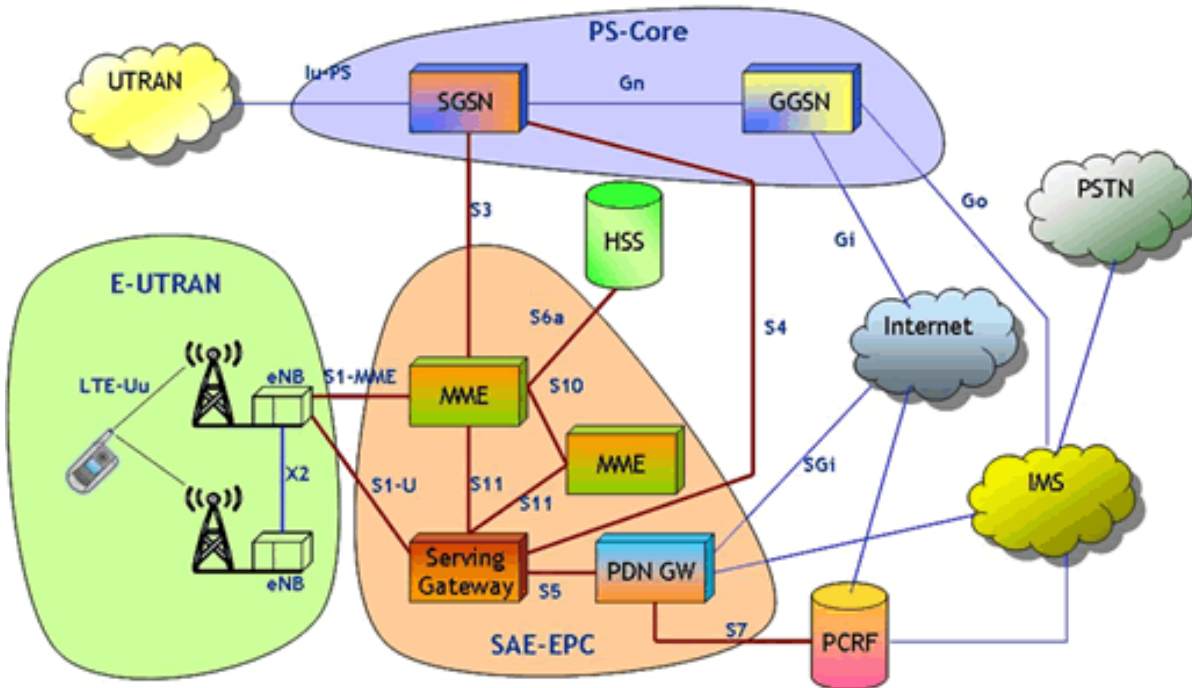 PS-Core
UTRAN
Iu-PS
SGSN
Gn
GGSN
PSTN
Go
S3
HSS
Gi
E-UTRAN
S6a
S4
Internet
LTE-Uu
eNB
S1-MME
MME
S10
X2
S1-U
S11
S11
MME
SGi
IMS
eNB
Serving
Gateway
S5
PDN GW
S7
PCRF
SAE-EPC